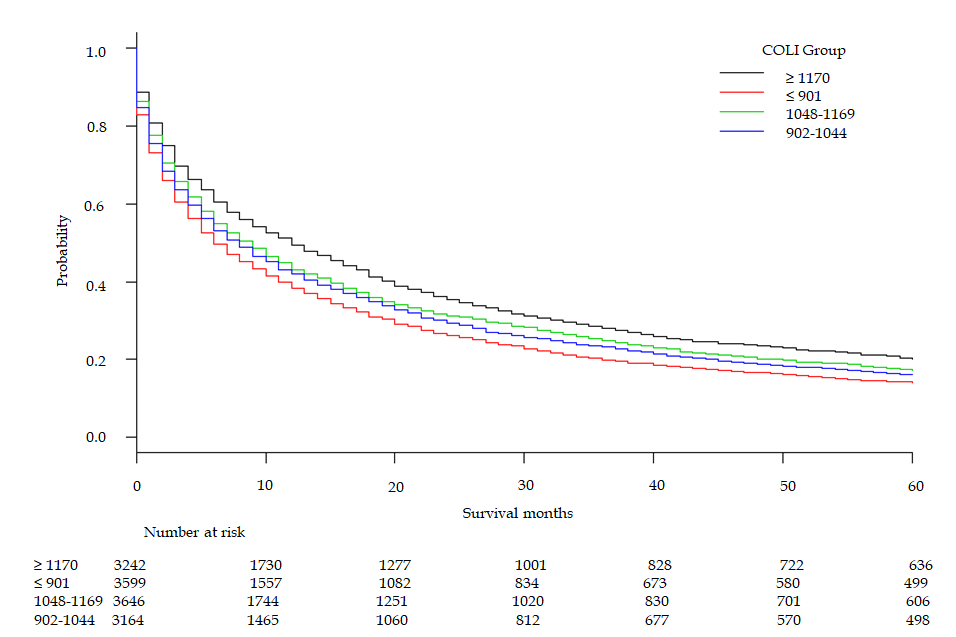 COLI Group
≥ 1170
≤ 901
1048-1169
902-1044
1.0
0.8
0.6
0.4
0.2
0.0
Probability
0 10 20 30 40 50 60
Survival months
Number at risk
≥ 1170 3242 1730 1277 1001 828 722 636
≤ 901 3599 1557 1082 834 673 580 499
1048-1169 3646 1744 1251 1020 830 701 606
902-1044 3164 1465 1060 812 677 570 498